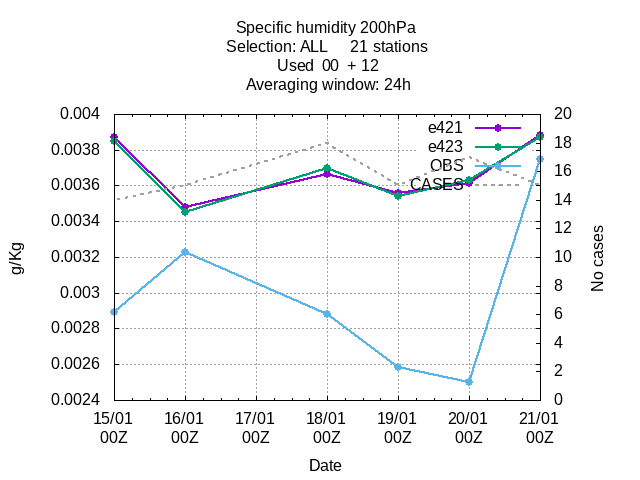 Specific humidity 200hPa
Selection: ALL     21 stations
Used  00  + 12
Averaging window: 24h
0.004
0.0038
0.0036
0.0034
0.0032
0.003
0.0028
0.0026
0.0024
g/Kg
20
18
16
14
12
10
8
6
4
2
0
No cases
e421
e423
OBS
CASES
15/01 16/01 17/01 18/01 19/01 20/01 21/01
00Z 00Z 00Z 00Z 00Z 00Z 00Z
Date